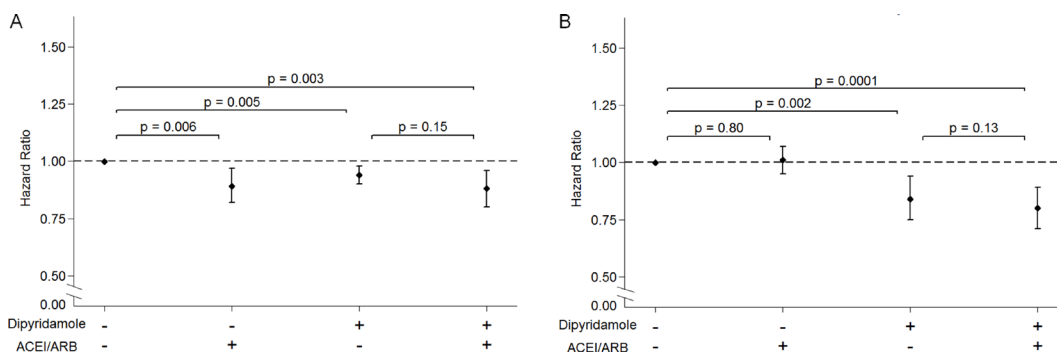 A
1.50
p = 0.003
1.25
p = 0.005
p = 0.006
p = 0.15
1.00
Hazard Ratio
0.75
0.50
0.00
Dipyridamole - - + +
ACEI/ARB - + - +
B
1.50
p = 0.0001
1.25
p = 0.002
p = 0.80
p = 0.13
1.00
Hazard Ratio
0.75
0.50
0.00
Dipyridamole - - + +
ACEI/ARB - + - +